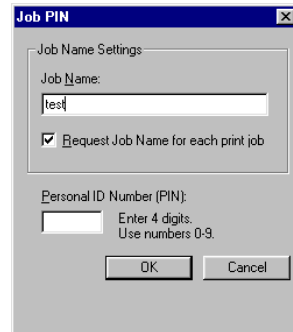 Job PIN
Job Name Settings
Job Name:
test
Request Job Name for each print job
Personal ID Number (PIN):
Enter 4 digits.
Use numbers 0-9.
OK
Cancel